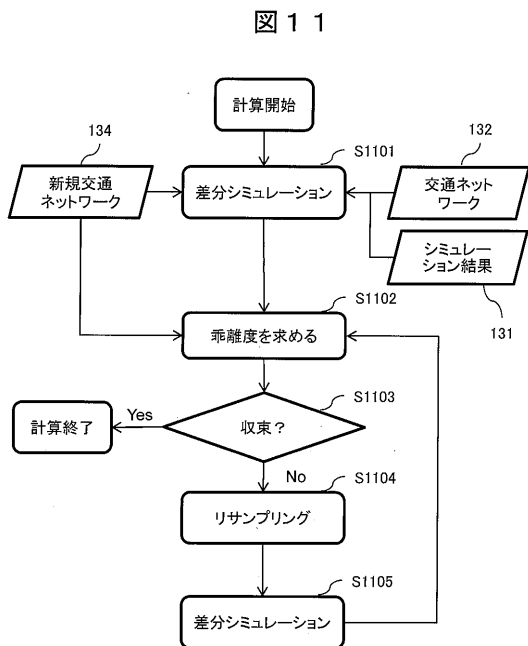 図１１
計算開始
134
S1101
132
新規交通
ネットワーク
差分シミュレーション
交通ネット
ワーク
シミュレー
ション結果
S1102
131
乖離度を求める
S1103
Yes
計算終了
収束？
No
S1104
リサンプリング
S1105
差分シミュレーション